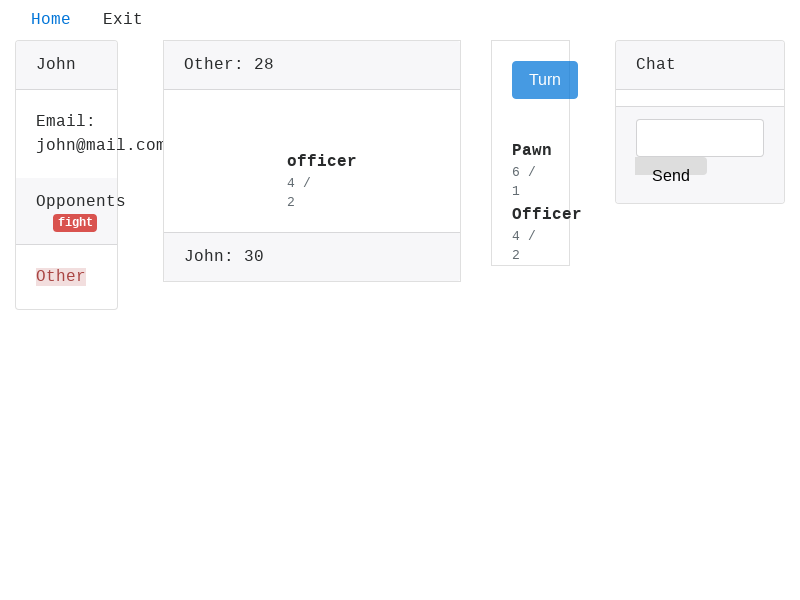 Home Exit
John
Email:
john@mail.com
Opponents
fight
Other
Other: 28
officer
4 /
2
John: 30
Turn
Pawn
6 /
1
Officer
4 /
2
Chat
Send